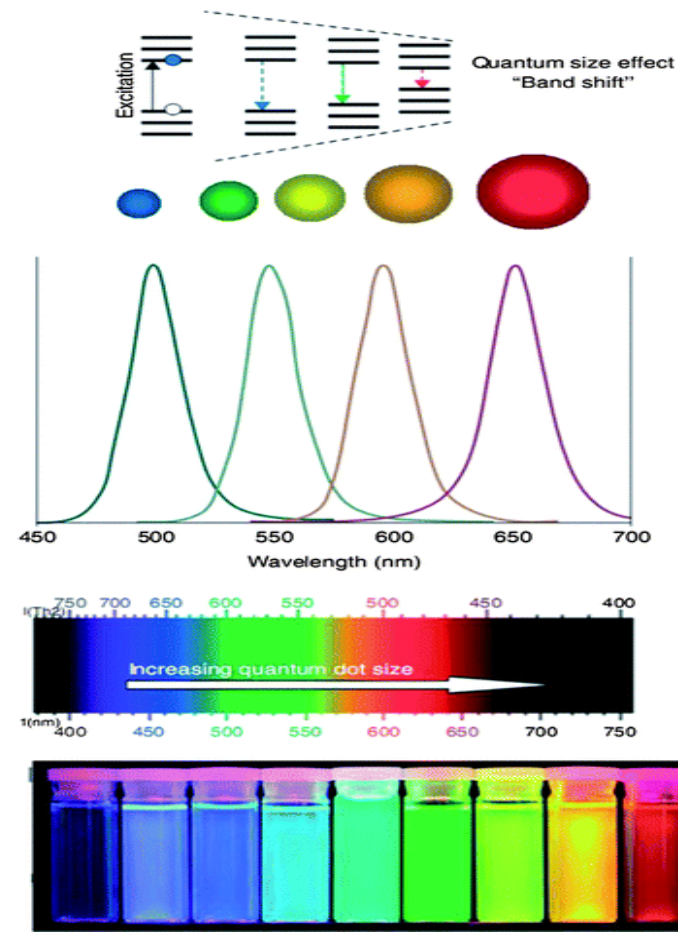 Excitation
Quantum size effect
“Band shift”
450 500 550 600 650 700
Wavelength (nm)
f(Th2) 750 700 650 600 550 500 450 400
Increasing quantum dot size
400 450 500 550 600 650 700 750